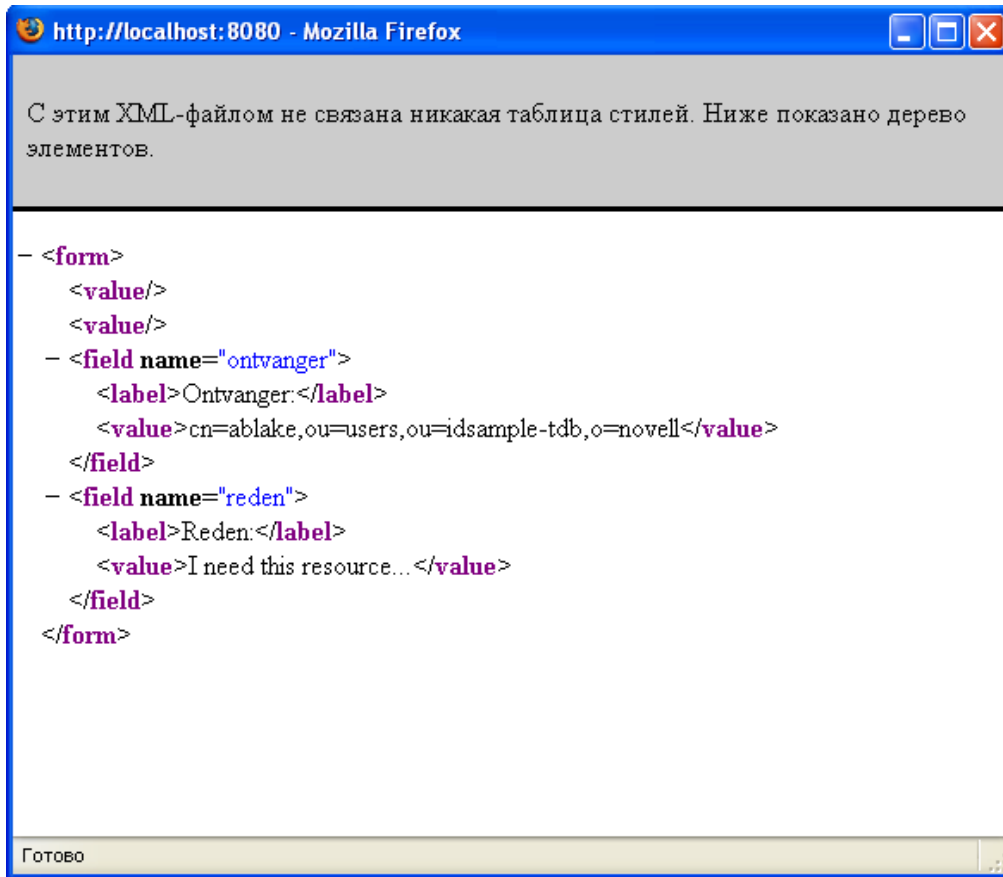 http://localhost:8080 - Mozilla Firefox
С этим XML-файлом не связана никакая таблица стилей. Ниже показано дерево
элементов.
− <form>
<value/>
<value/>
− <field name="ontvanger">
<label>Ontvanger:</label>
<value>cn=ablake,ou=users,ou=idsample-tdb,o=novell</value>
</field>
− <field name="reden">
<label>Reden:</label>
<value>I need this resource...</value>
</field>
</form>
Готово